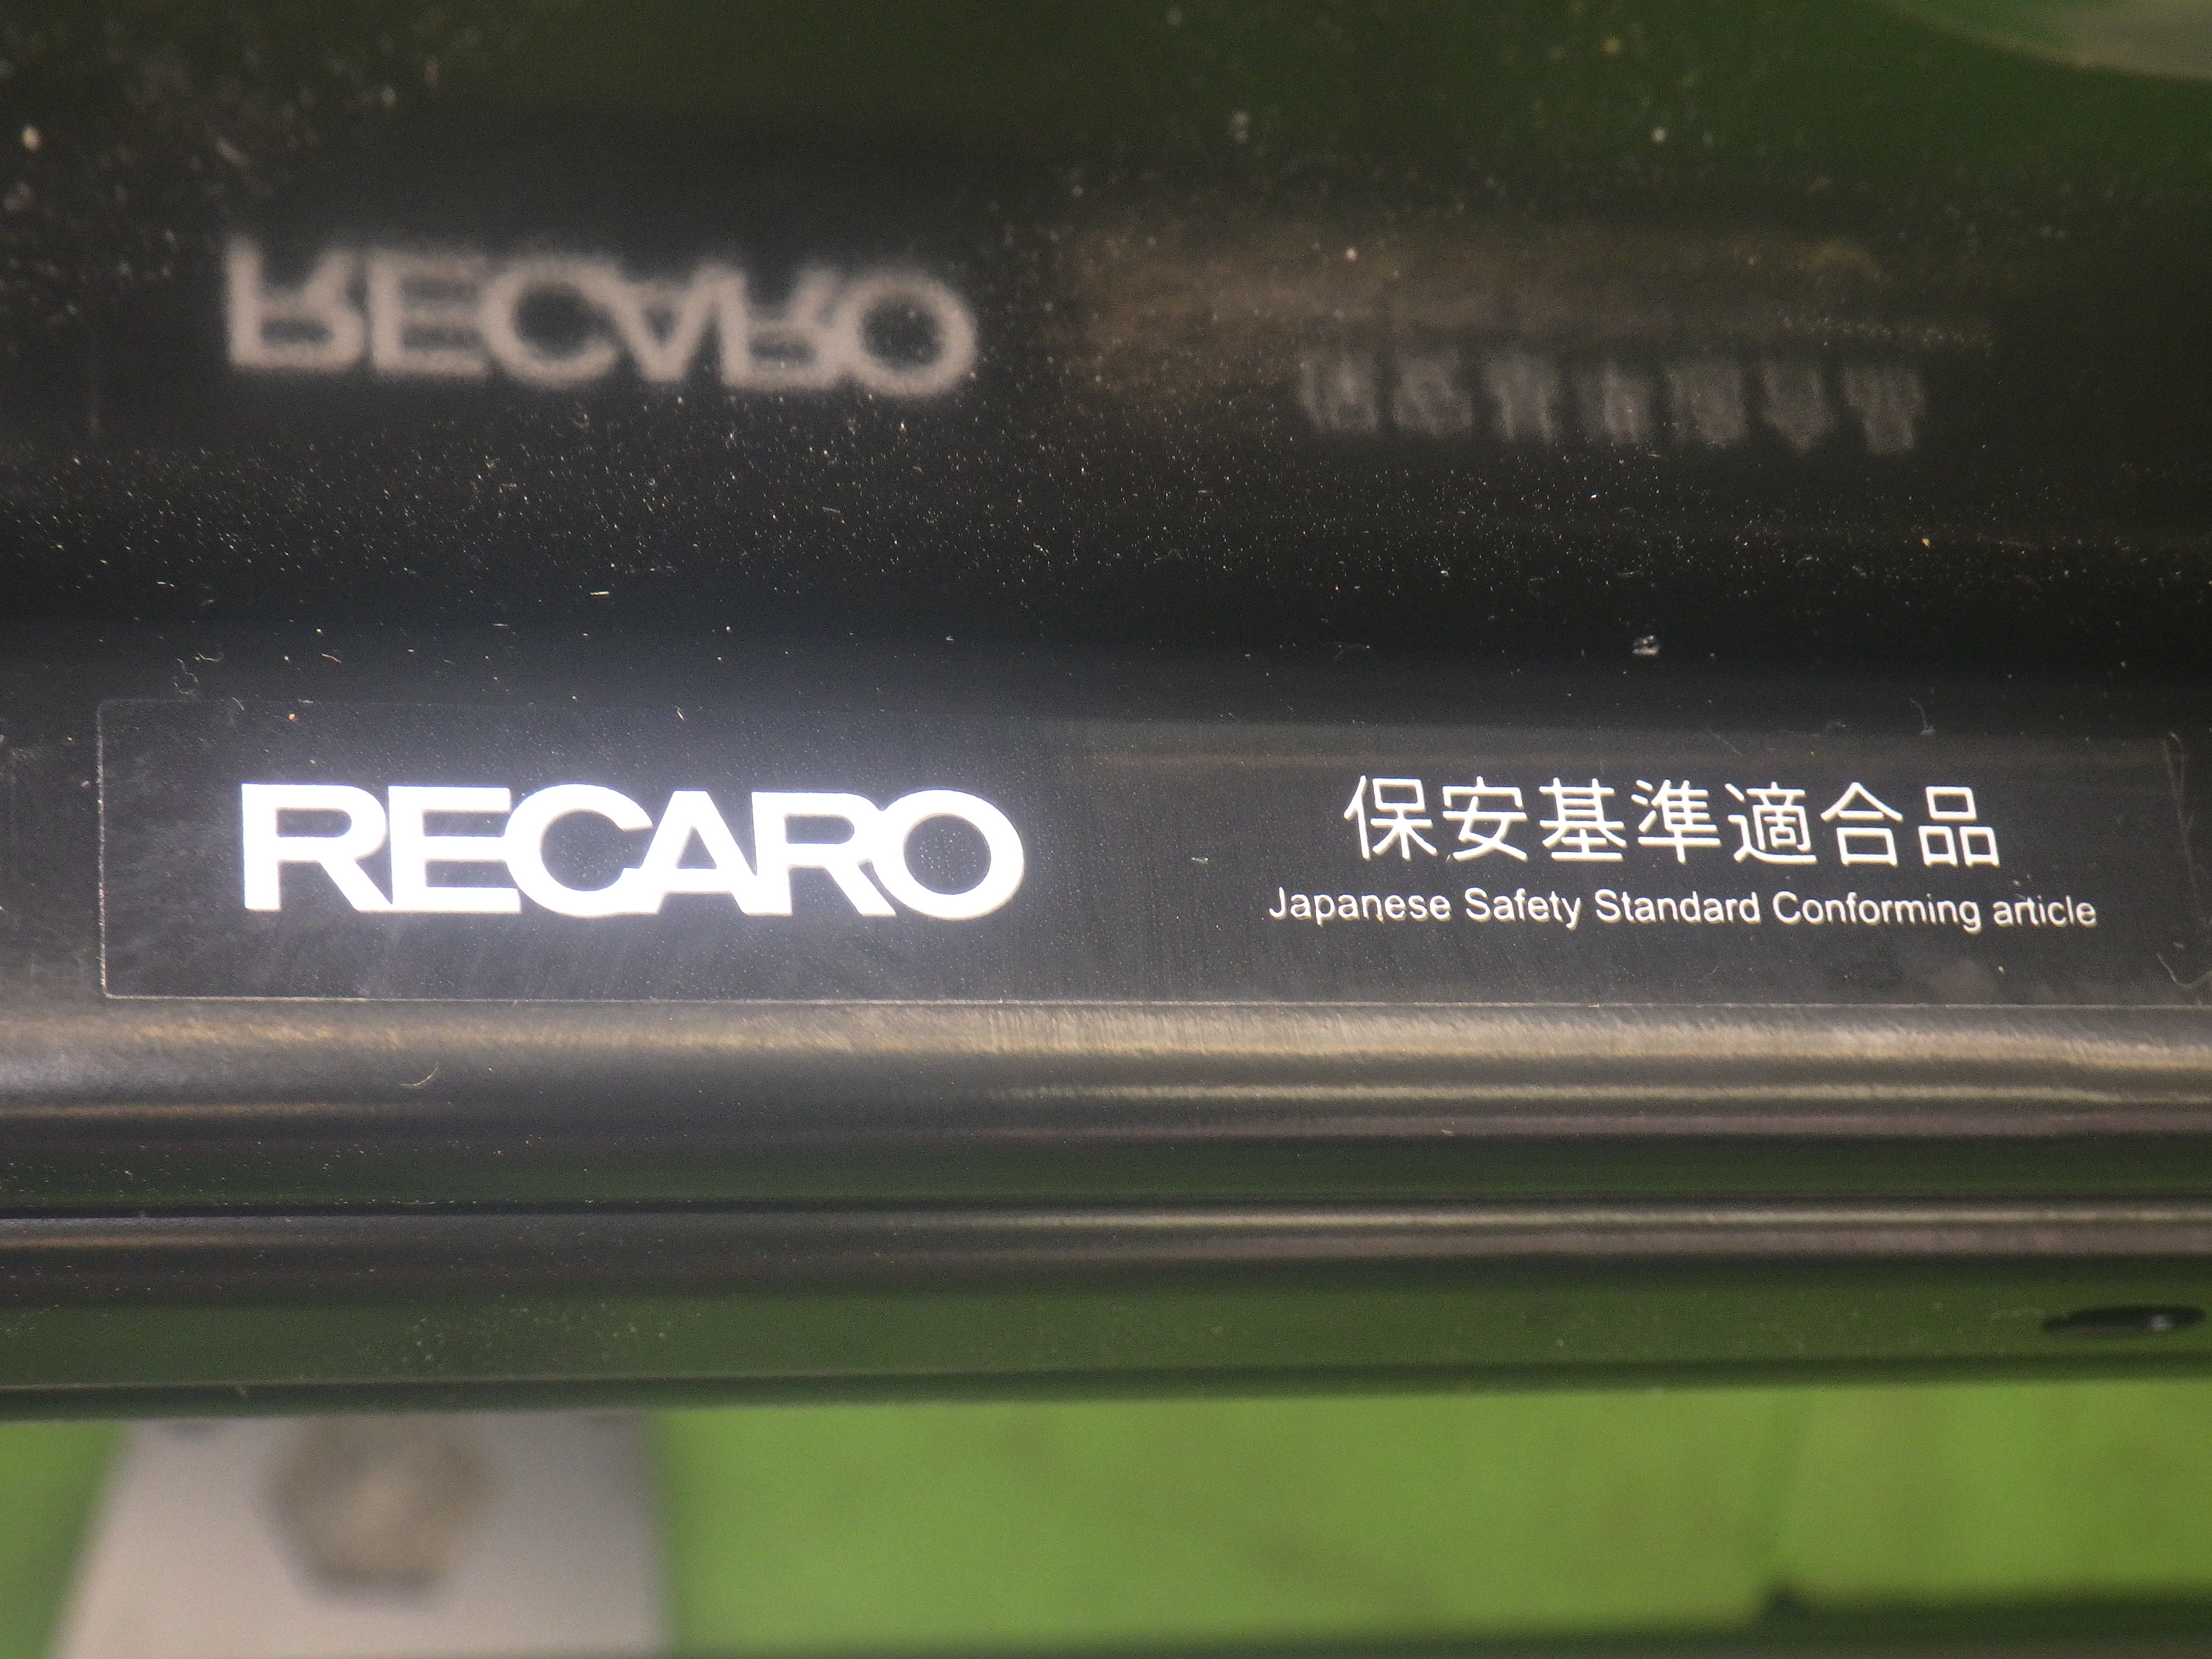 RECARO
保安基準適合品
Japanese Safety Standard Conforming article